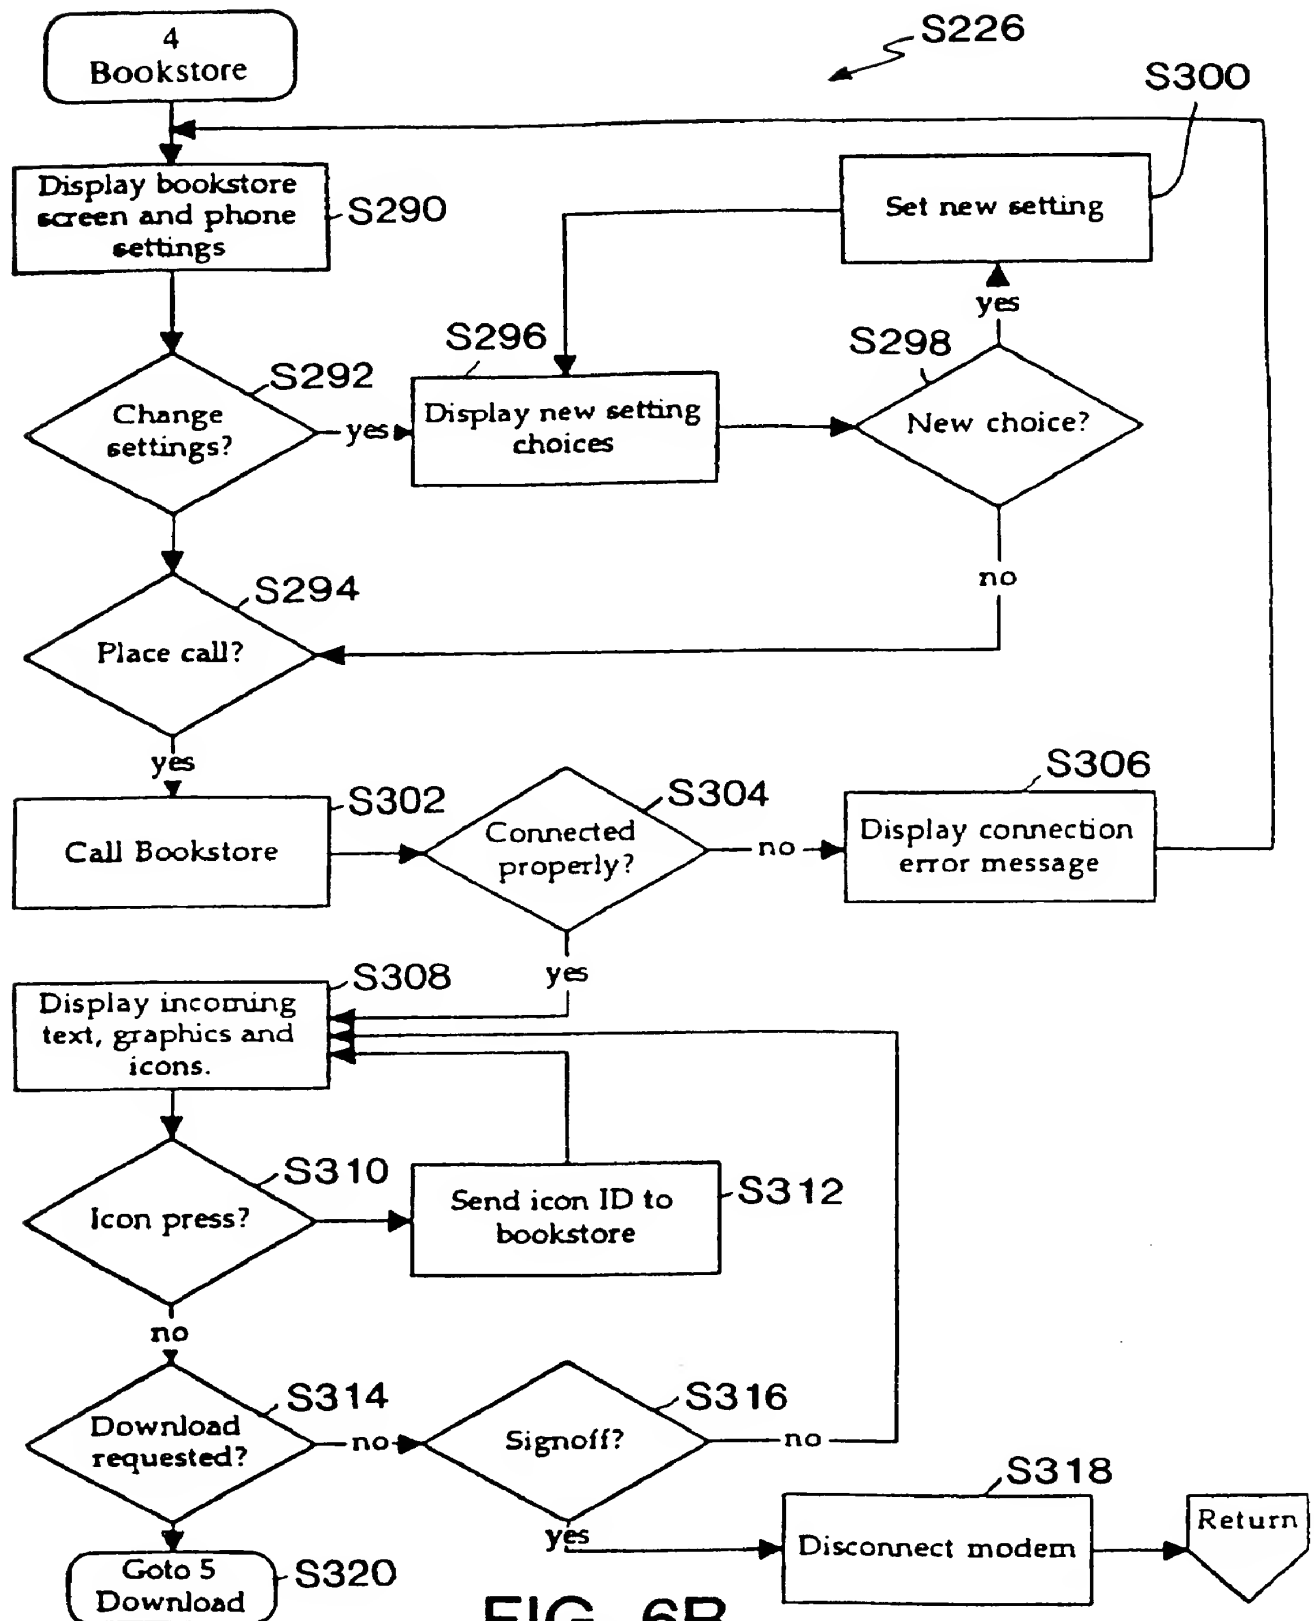 4
Bookstore
S226
S300
Display bookstore
screen and phone
settings
S290
Set new setting
yes
S296
S298
S292
Change
settings?
yes
Display new setting
choices
New choice?
no
S294
Place call?
yes
S302
Call Bookstore
S304
Connected
properly?
no
S306
Display connection
error message
yes
S308
Display incoming
text, graphics and
icons.
S310
Icon press?
Send icon ID to
bookstore
S312
no
S314
Download
requested?
no
S316
Signoff?
no
yes
S318
Disconnect modem
Return
Goto 5
Download
S320
FIG. 6B